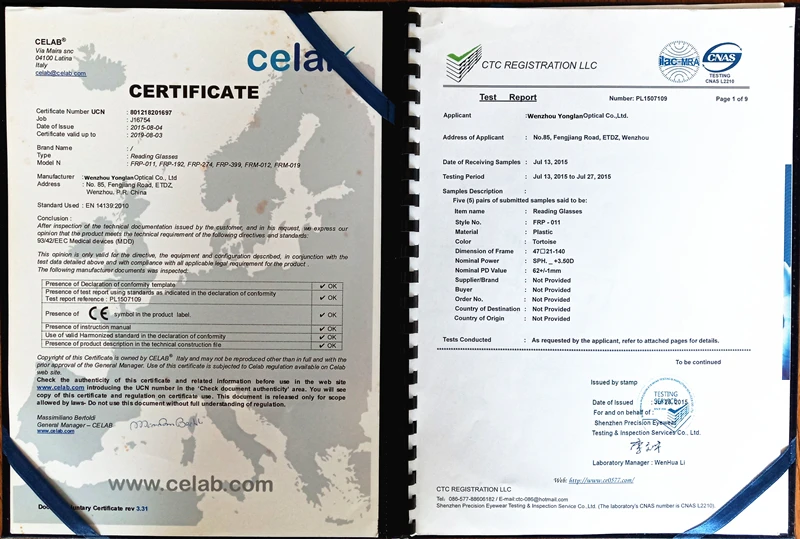 CELAB®
Via Maira snc
04100 Latina
Italy
celab@celab.com
CERTIFICATE
Certificate Number UCN : 801218201697
Job : J16754
Date of Issue : 2015-08-04
Certificate valid up to : 2019-08-03
Brand Name : /
Type : Reading Glasses
Model N : FRP-011, FRP-192, FRP-274, FRP-399, FRM-012, FRM-019
Manufacturer : Wenzhou YonglanOptical Co., Ltd
Address : No. 85, Fengjiang Road, ETDZ,
Wenzhou, P.R. China
Standard Used : EN 14139:2010
Conclusion :
After inspection of the technical documentation issued by the customer, and in his request, we express our
opinion that the product meets the technical requirement of the following directives and standards:
93/42/EEC Medical devices (MDD)
This opinion is only valid for the directive, the equipment and configuration described, in conjunction with the
test data detailed above and with compliance with all applicable legal requirement for the product .
The following manufacturer documents was inspected:
Presence of Declaration of conformity template ✔ OK
Presence of test report using standards as indicated in the declaration of conformity
Test report reference : PL1507109 ✔ OK
Presence of CE symbol in the product label. ✔ OK
Presence of instruction manual ✔ OK
Use of valid Harmonized standard in the declaration of conformity ✔ OK
Presence of product description in the technical construction file ✔ OK
Copyright of this Certificate is owned by CELAB® Italy and may not be reproduced other than in full and with the
prior approval of the General Manager. Use of this certificate is subjected to Celab regulation available on Celab
web site.
Check the authenticity of this certificate and related information before use in the web site
www.celab.com introducing the UCN number in the 'Check document authenticity' area. You will see
copy of this certificate and regulation on certificate use. This document is released only for scope
allowed by laws- Do not use this document without full understanding of regulation.
Massimiliano Bertoldi
General Manager – CELAB
www.celab.com
www.celab.com
Certificate rev 3.31
CTC REGISTRATION LLC
ilac-MRA
CNAS
TESTING
CNAS L2210
Test Report
Number: PL1507109
Page 1 of 9
Applicant :Wenzhou YonglanOptical Co.,Ltd.
Address of Applicant : No.85, Fengjiang Road, ETDZ, Wenzhou
Date of Receiving Samples : Jul 13, 2015
Testing Period : Jul 13, 2015 to Jul 27, 2015
Samples Description :
Five (5) pairs of submitted samples said to be:
Item name : Reading Glasses
Style No. : FRP - 011
Material : Plastic
Color : Tortoise
Dimension of Frame : 47□21-140
Nominal Power : SPH. _ +3.50D
Nominal PD Value : 62+/-1mm
Supplier/Brand : Not Provided
Buyer : Not Provided
Order No. : Not Provided
Country of Destination : Not Provided
Country of Origin : Not Provided
Tests Conducted : As requested by the applicant, refer to attached pages for details.
To be continued
Issued by stamp
TESTING
Date of Issued : Jul 28, 2015
For and on behalf of :
Shenzhen Precision Eyewear
Testing & Inspection Services Co., Ltd.
Laboratory Manager : WenHua Li
Web: http://www.ce0577.com/
CTC REGISTRATION LLC
Tel: 086-577-88606182 / E-mail:ctc-086@hotmail.com
Shenzhen Precision Eyewear Testing & Inspection Service Co., Ltd (The laboratory's CNAS number is CNAS L2210).